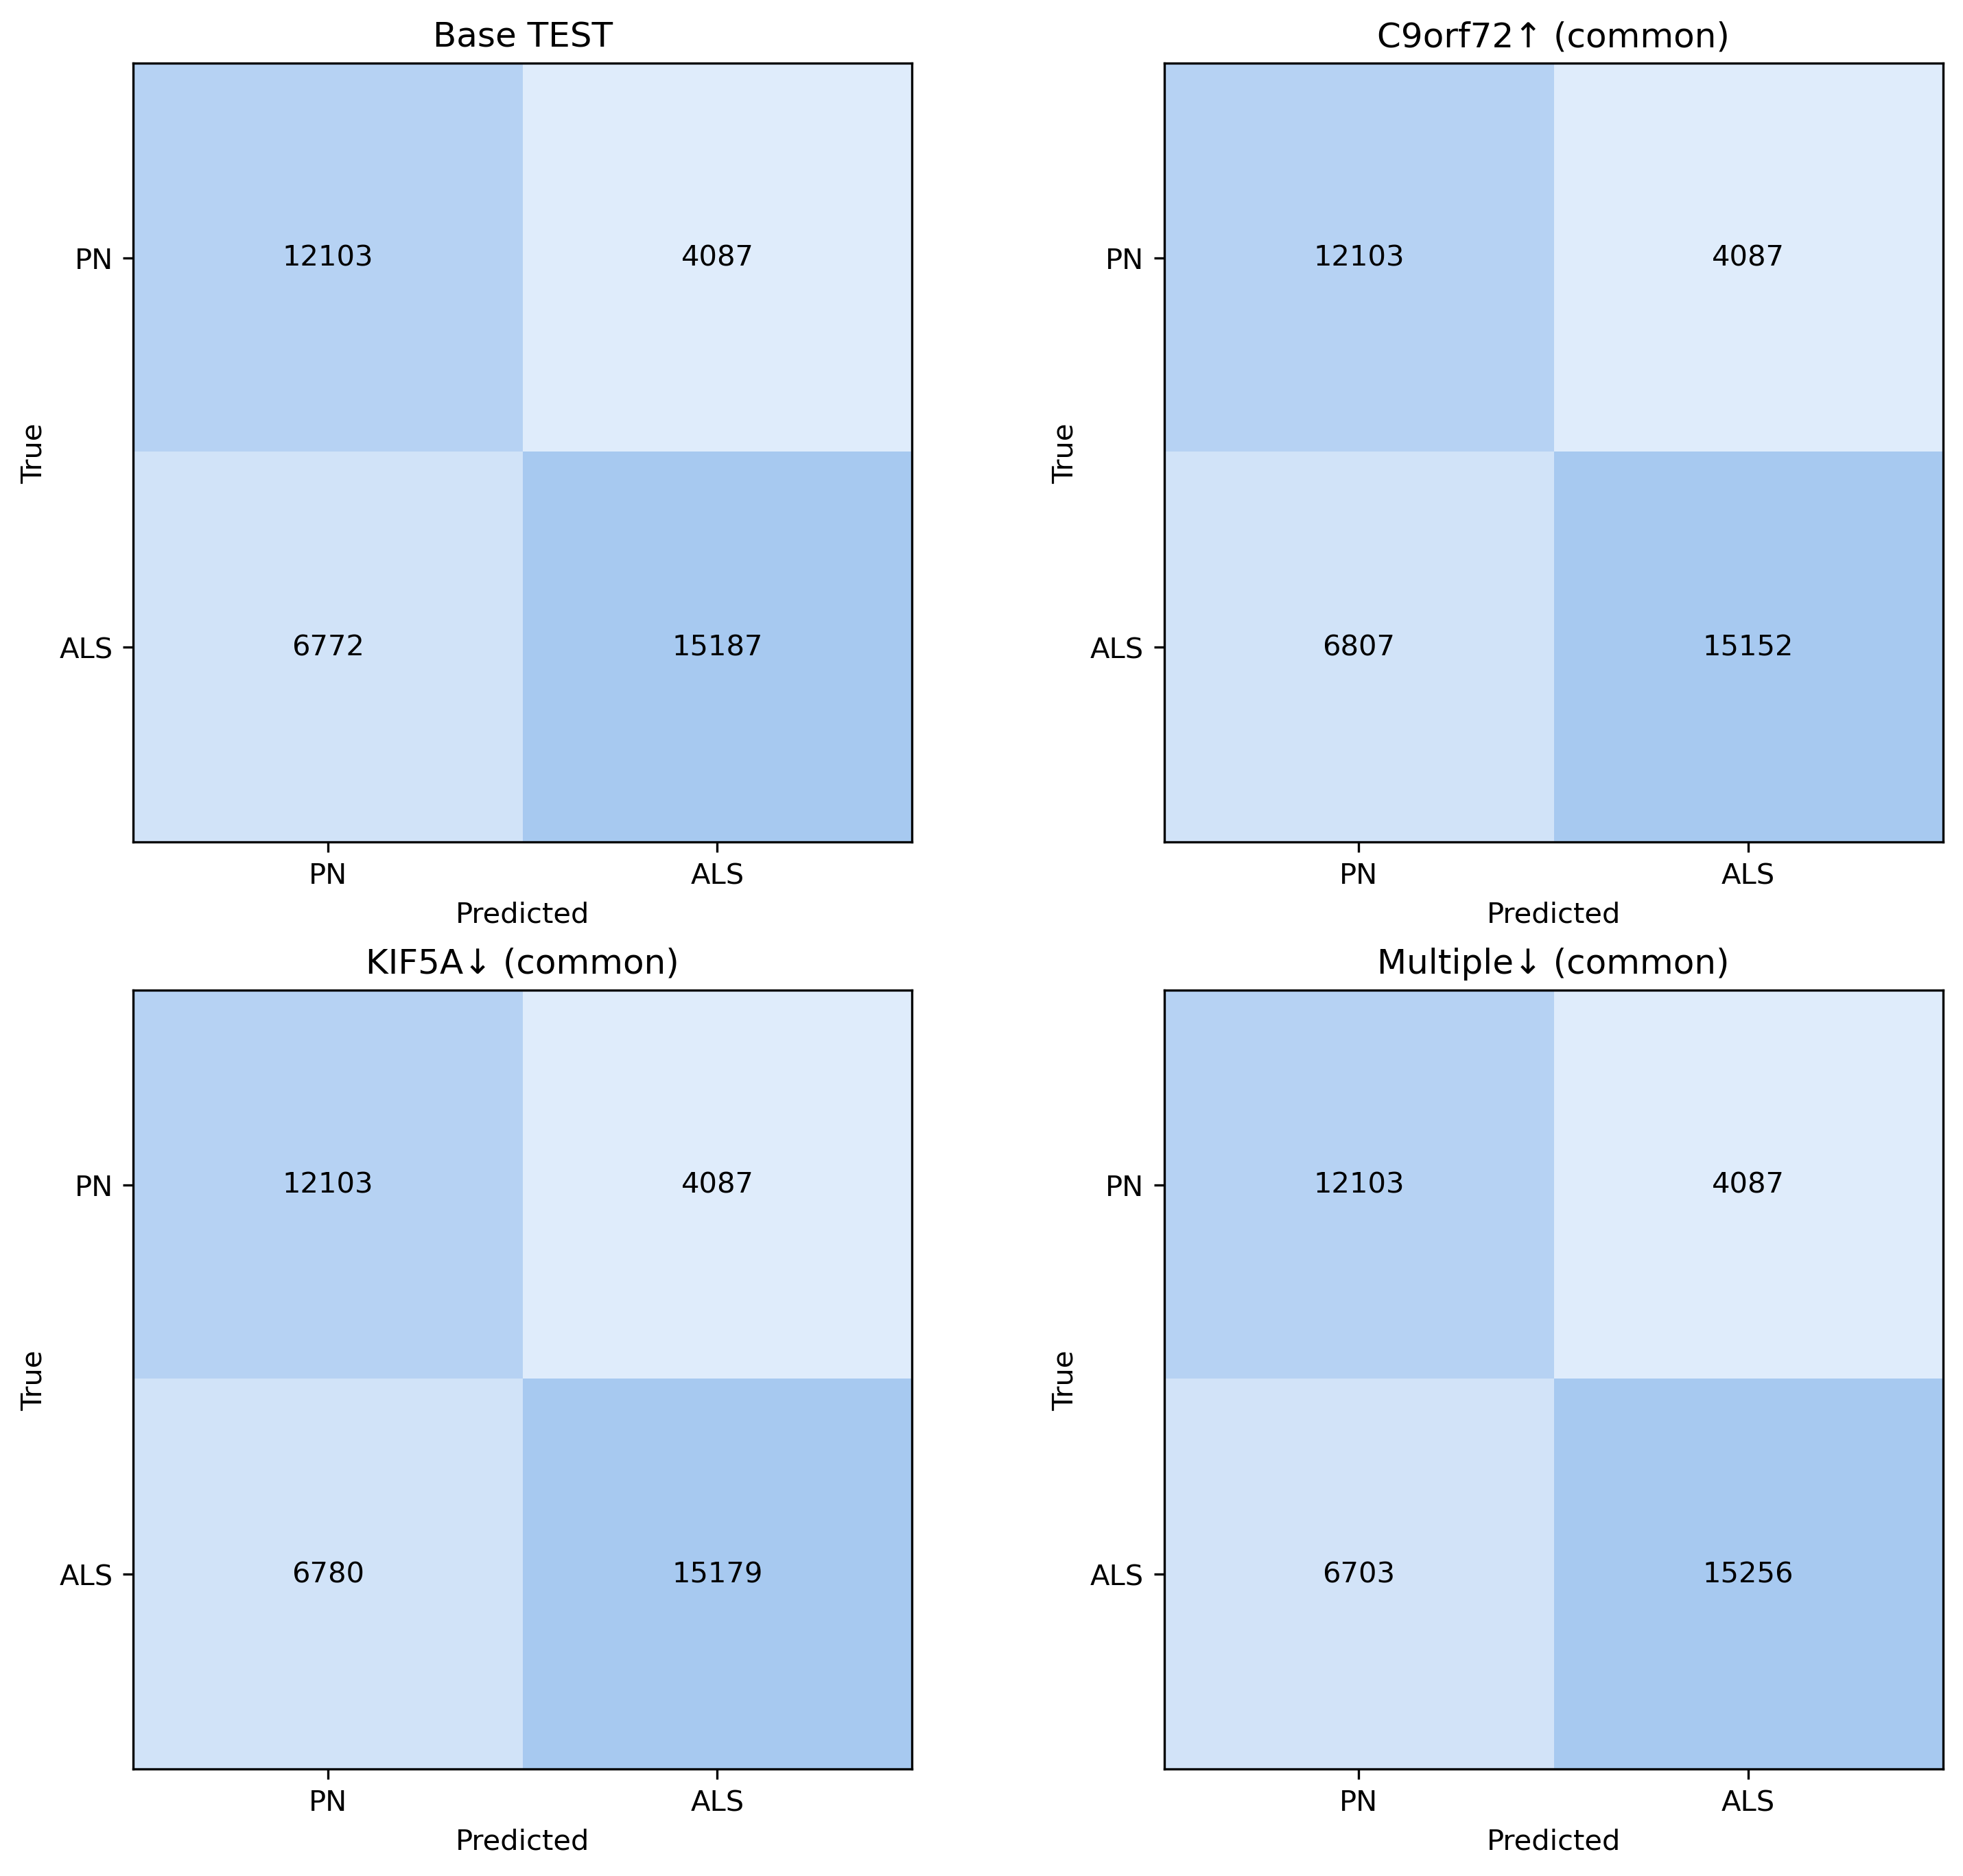 Base TEST
PN
12103
4087
True
ALS
6772
15187
PN
ALS
Predicted
C9orf72↑ (common)
PN
12103
4087
True
ALS
6807
15152
PN
ALS
Predicted
KIF5A↓ (common)
PN
12103
4087
True
ALS
6780
15179
PN
ALS
Predicted
Multiple↓ (common)
PN
12103
4087
True
ALS
6703
15256
PN
ALS
Predicted